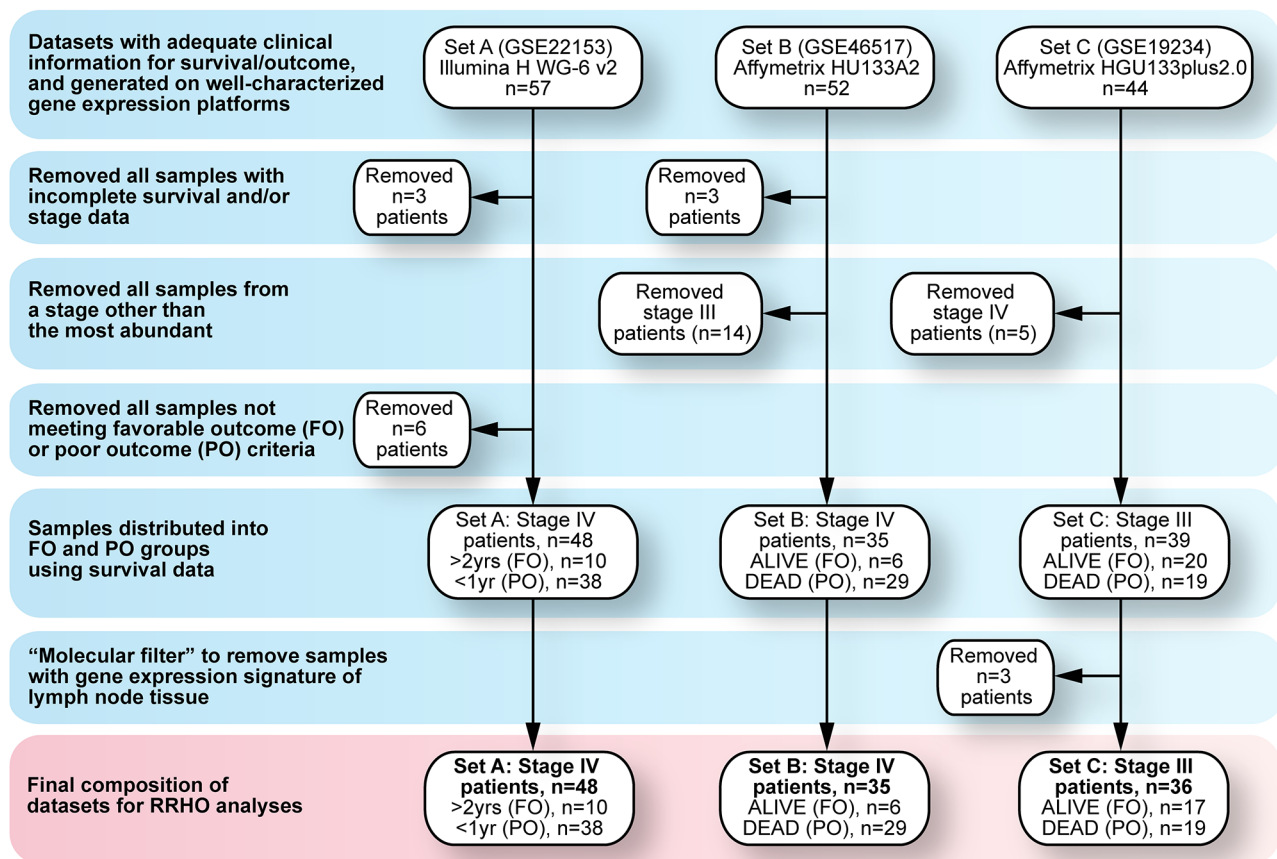 Datasets with adequate clinical
information for survival/outcome,
and generated on well-characterized
gene expression platforms
Set A (GSE22153)
Illumina H WG-6 v2
n=57
Set B (GSE46517)
Affymetrix HU133A2
n=52
Set C (GSE19234)
Affymetrix HGU133plus2.0
n=44
Removed all samples with
incomplete survival and/or
stage data
Removed
n=3
patients
Removed
n=3
patients
Removed all samples from
a stage other than
the most abundant
Removed
stage III
patients (n=14)
Removed
stage IV
patients (n=5)
Removed all samples not
meeting favorable outcome (FO)
or poor outcome (PO) criteria
Removed
n=6
patients
Samples distributed into
FO and PO groups
using survival data
Set A: Stage IV
patients, n=48
>2yrs (FO), n=10
<1yr (PO), n=38
Set B: Stage IV
patients, n=35
ALIVE (FO), n=6
DEAD (PO), n=29
Set C: Stage III
patients, n=39
ALIVE (FO), n=20
DEAD (PO), n=19
“Molecular filter” to remove samples
with gene expression signature of
lymph node tissue
Removed
n=3
patients
Final composition of
datasets for RRHO analyses
Set A: Stage IV
patients, n=48
>2yrs (FO), n=10
<1yr (PO), n=38
Set B: Stage IV
patients, n=35
ALIVE (FO), n=6
DEAD (PO), n=29
Set C: Stage III
patients, n=36
ALIVE (FO), n=17
DEAD (PO), n=19